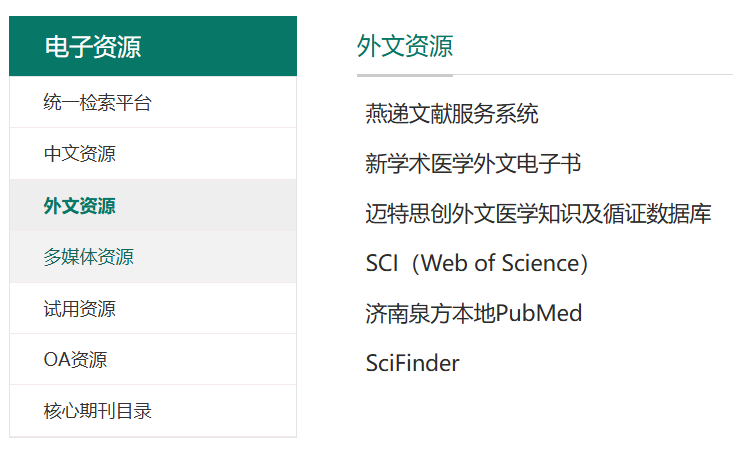 电子资源
统一检索平台
中文资源
外文资源
多媒体资源
试用资源
OA资源
核心期刊目录
外文资源
燕递文献服务系统
新学术医学外文电子书
迈特思创外文医学知识及循证数据库
SCI（Web of Science）
济南泉方本地PubMed
SciFinder